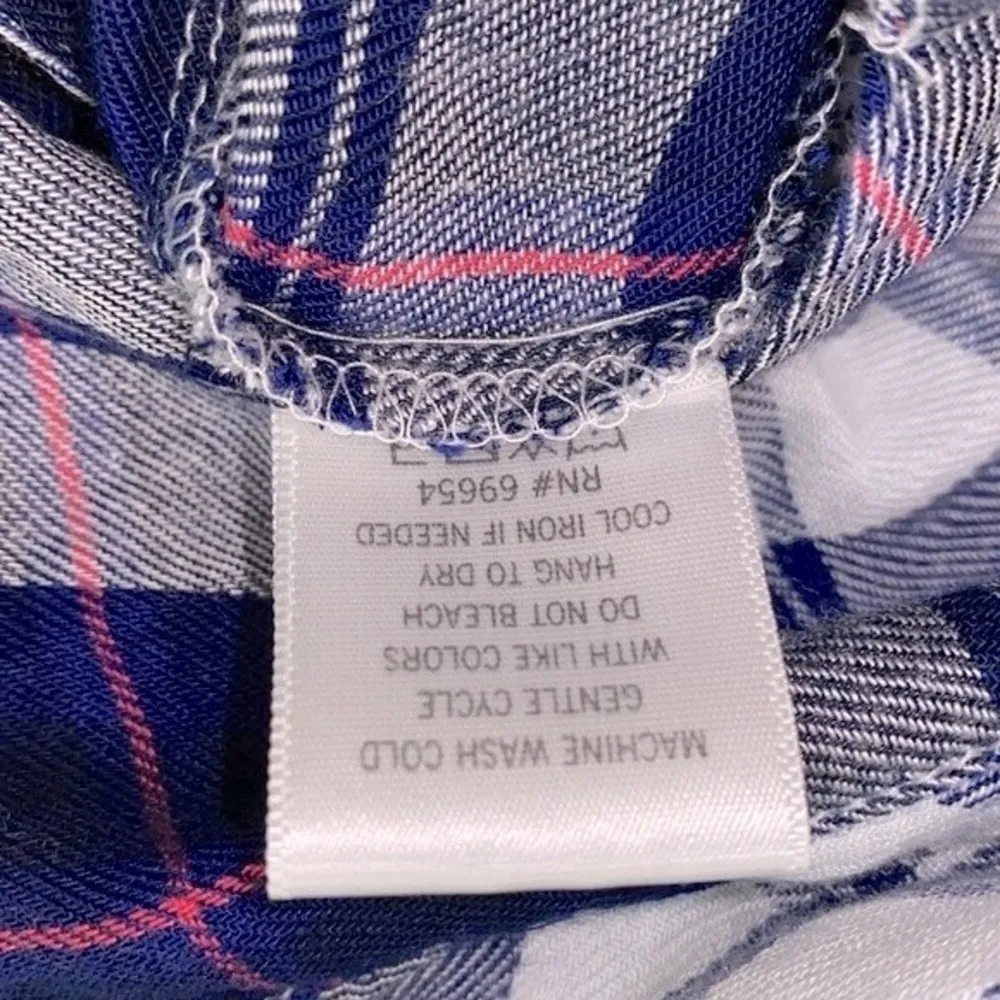 MACHINE WASH COLD
GENTLE CYCLE
WITH LIKE COLORS
DO NOT BLEACH
HANG TO DRY
COOL IRON IF NEEDED
RN# 69654